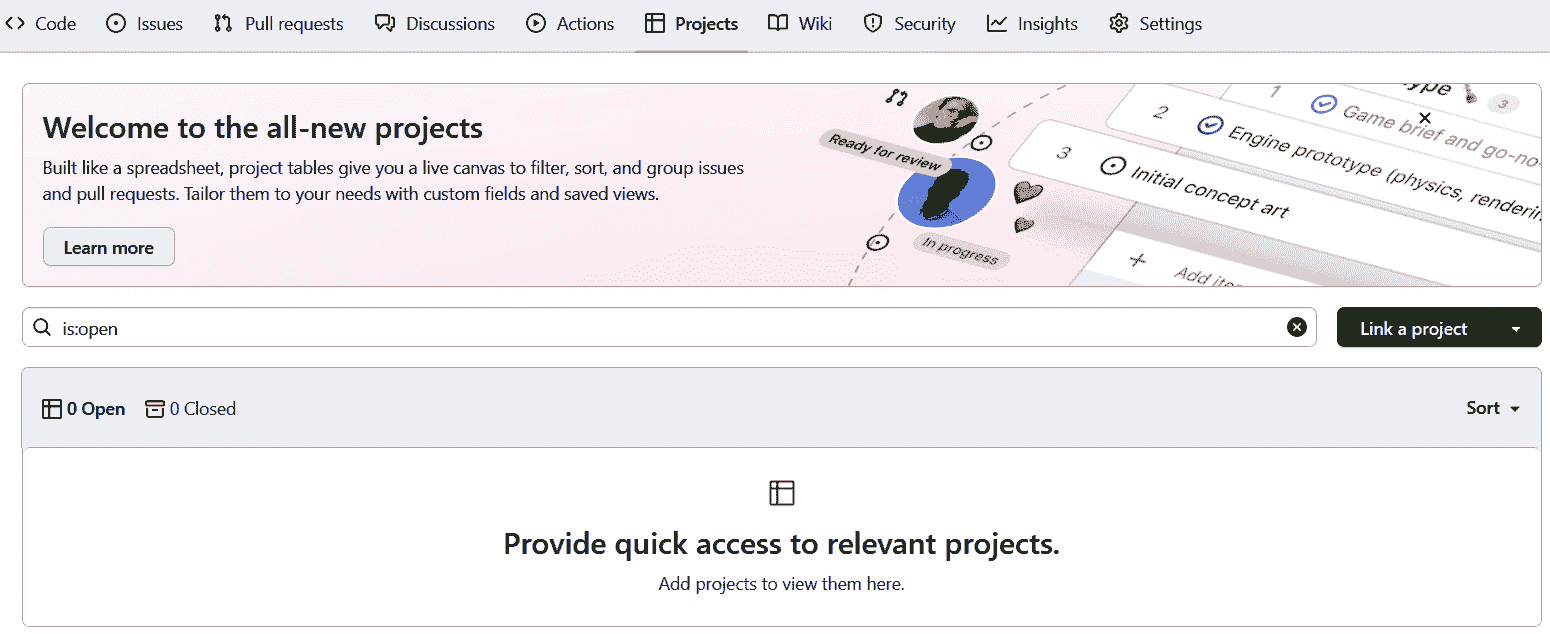 Code Issues Pull requests Discussions Actions Projects Wiki Security Insights Settings
Welcome to the all-new projects
Built like a spreadsheet, project tables give you a live canvas to filter, sort, and group issues
and pull requests. Tailor them to your needs with custom fields and saved views.
Learn more
Ready for review
In progress
3
1 Game brief and go-no-
2 Engine prototype (physics, renderin
3 Initial concept art
+ Add ite
is:open
Link a project
0 Open 0 Closed
Sort
Provide quick access to relevant projects.
Add projects to view them here.